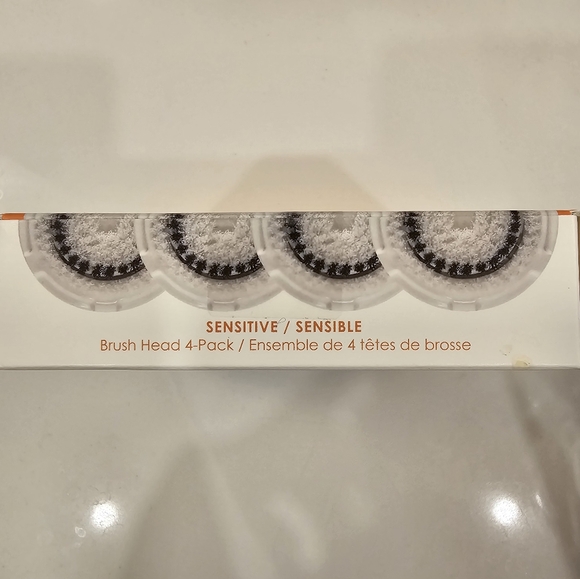 SENSITIVE / SENSIBLE
Brush Head 4-Pack / Ensemble de 4 têtes de brosse